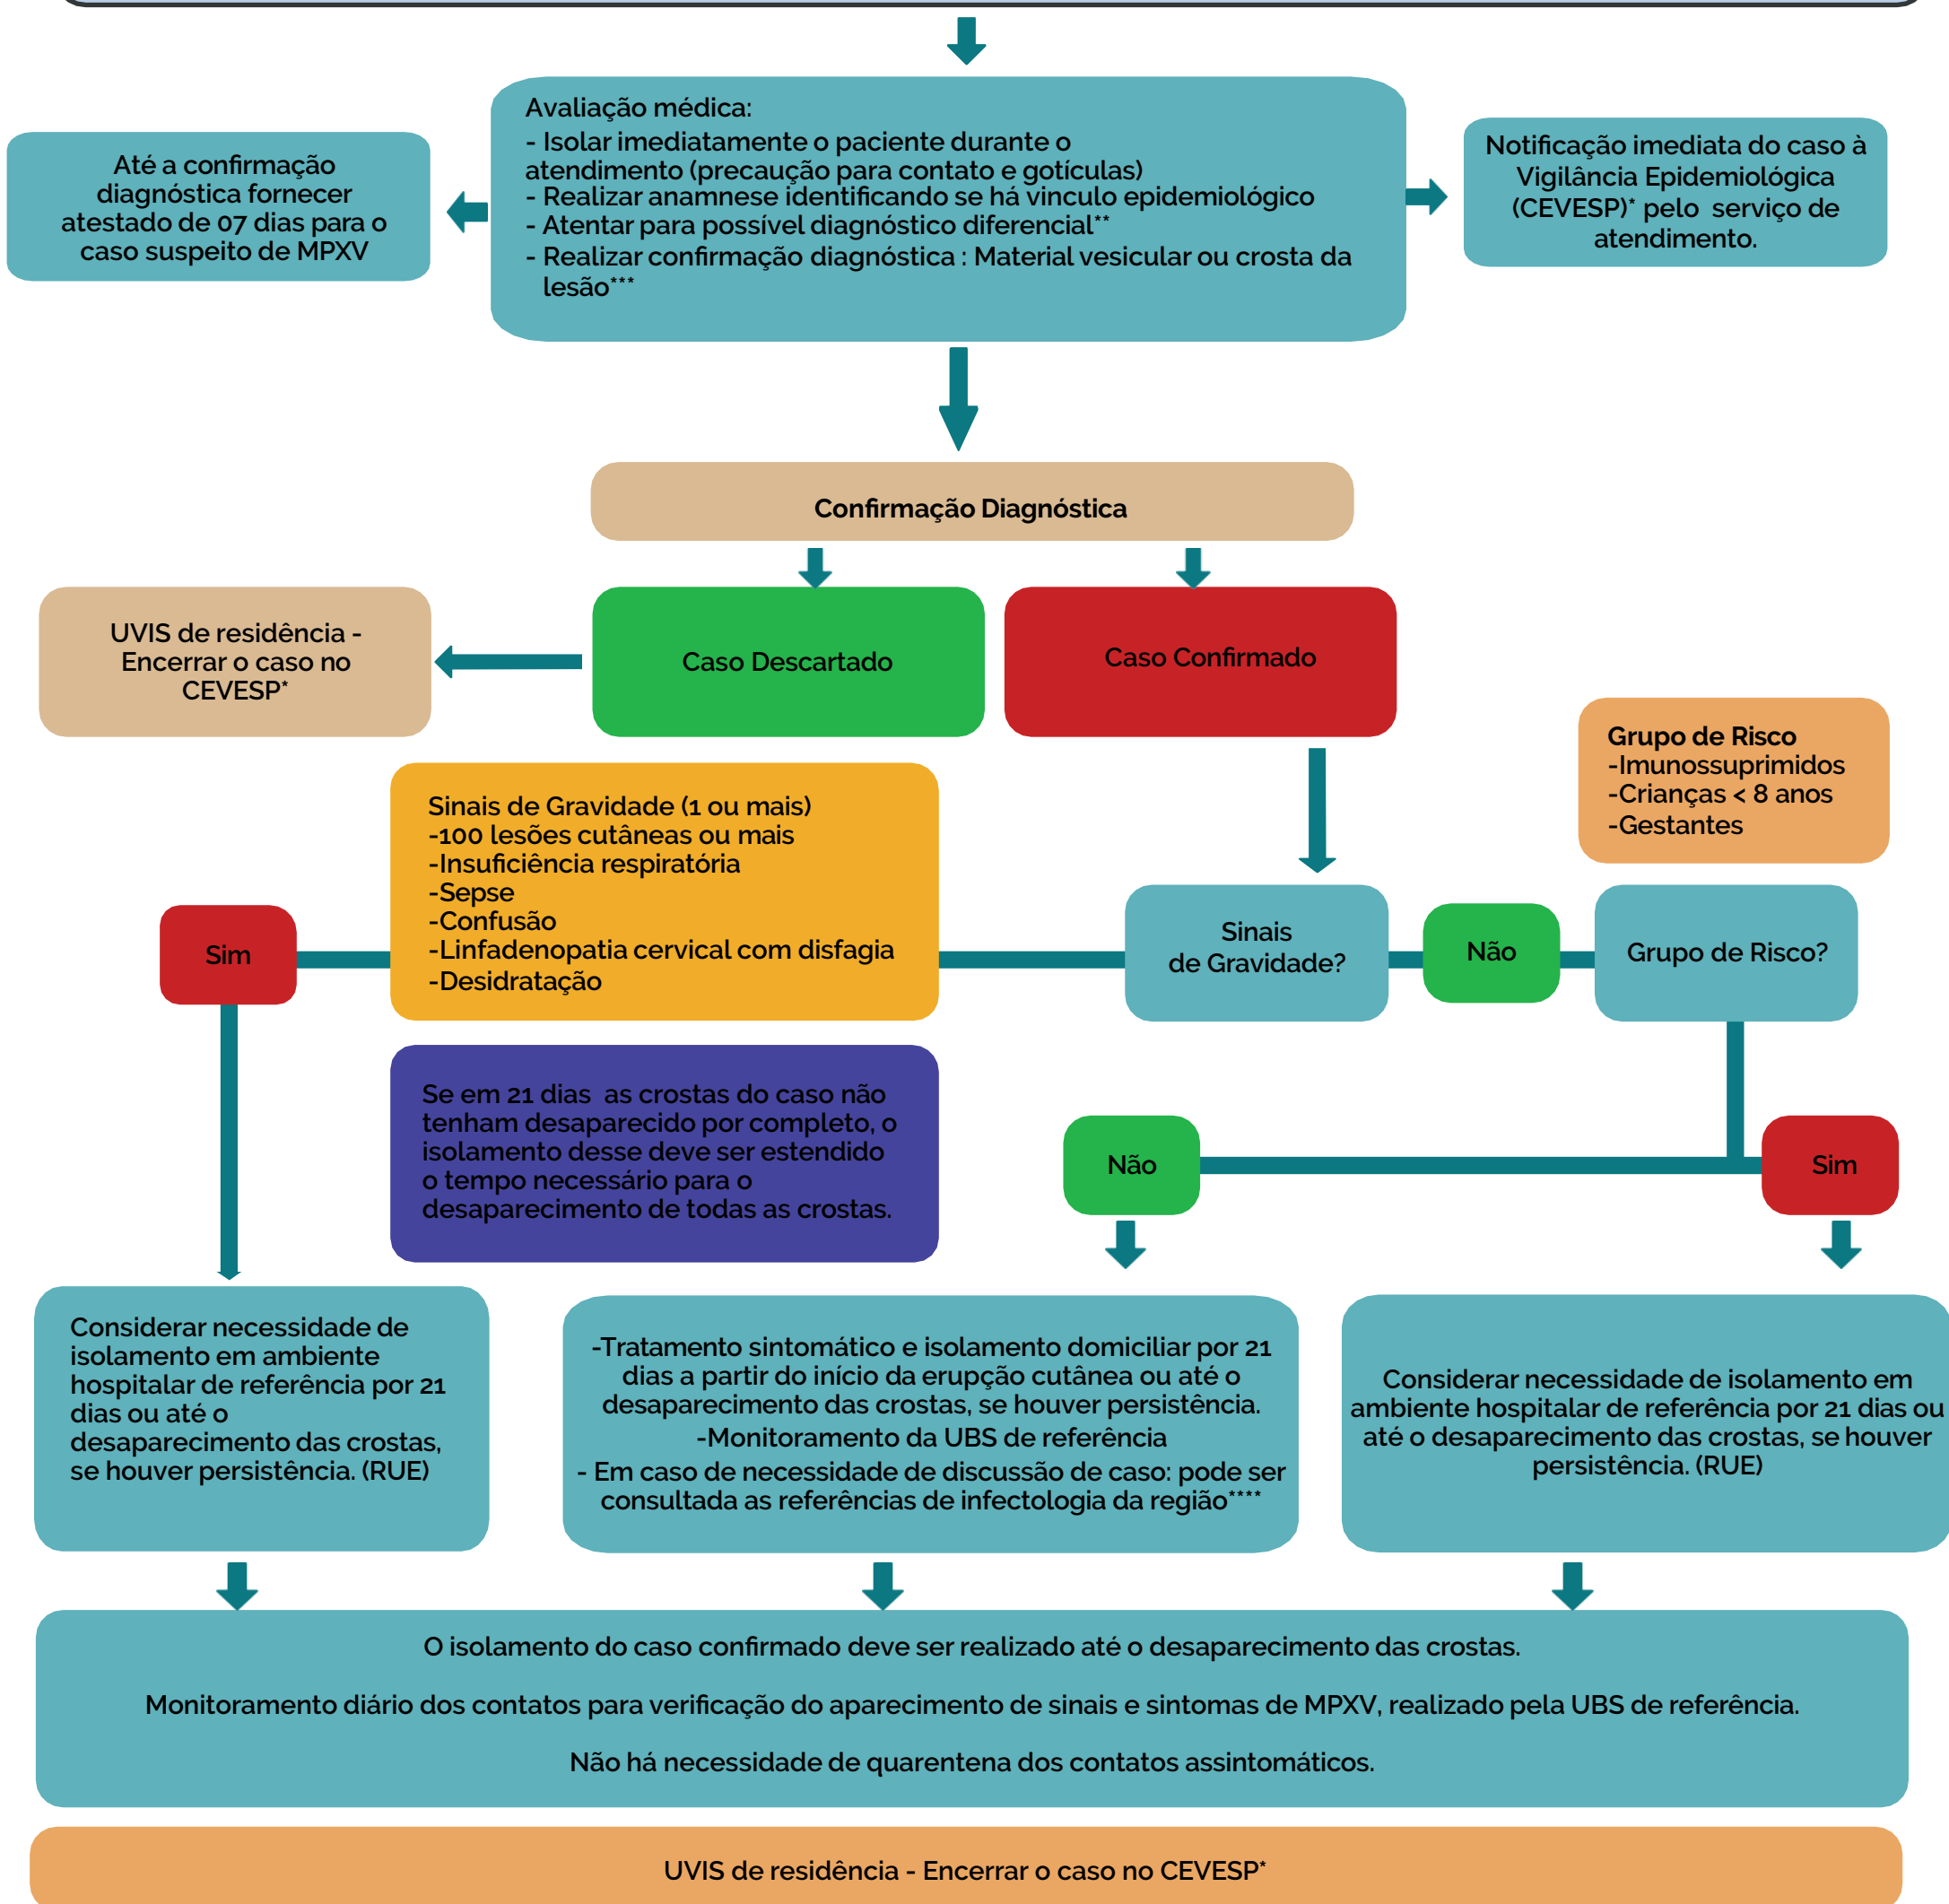 Avaliação médica:
- Isolar imediatamente o paciente durante o
atendimento (precaução para contato e gotículas)
- Realizar anamnese identificando se há vinculo epidemiológico
- Atentar para possível diagnóstico diferencial**
- Realizar confirmação diagnóstica : Material vesicular ou crosta da
lesão***
Até a confirmação
diagnóstica fornecer
atestado de 07 dias para o
caso suspeito de MPXV
Notificação imediata do caso à
Vigilância Epidemiológica
(CEVESP)* pelo serviço de
atendimento.
Confirmação Diagnóstica
UVIS de residência -
Encerrar o caso no
CEVESP*
Caso Descartado
Caso Confirmado
Grupo de Risco
-Imunossuprimidos
-Crianças < 8 anos
-Gestantes
Sinais de Gravidade (1 ou mais)
-100 lesões cutâneas ou mais
-Insuficiência respiratória
-Sepse
-Confusão
-Linfadenopatia cervical com disfagia
-Desidratação
Sim
Sinais
de Gravidade?
Não
Grupo de Risco?
Se em 21 dias as crostas do caso não
tenham desaparecido por completo, o
isolamento desse deve ser estendido
o tempo necessário para o
desaparecimento de todas as crostas.
Não
Sim
Considerar necessidade de
isolamento em ambiente
hospitalar de referência por 21
dias ou até o
desaparecimento das crostas,
se houver persistência. (RUE)
-Tratamento sintomático e isolamento domiciliar por 21
dias a partir do início da erupção cutânea ou até o
desaparecimento das crostas, se houver persistência.
-Monitoramento da UBS de referência
- Em caso de necessidade de discussão de caso: pode ser
consultada as referências de infectologia da região****
Considerar necessidade de isolamento em
ambiente hospitalar de referência por 21 dias ou
até o desaparecimento das crostas, se houver
persistência. (RUE)
O isolamento do caso confirmado deve ser realizado até o desaparecimento das crostas.
Monitoramento diário dos contatos para verificação do aparecimento de sinais e sintomas de MPXV, realizado pela UBS de referência.
Não há necessidade de quarentena dos contatos assintomáticos.
UVIS de residência - Encerrar o caso no CEVESP*